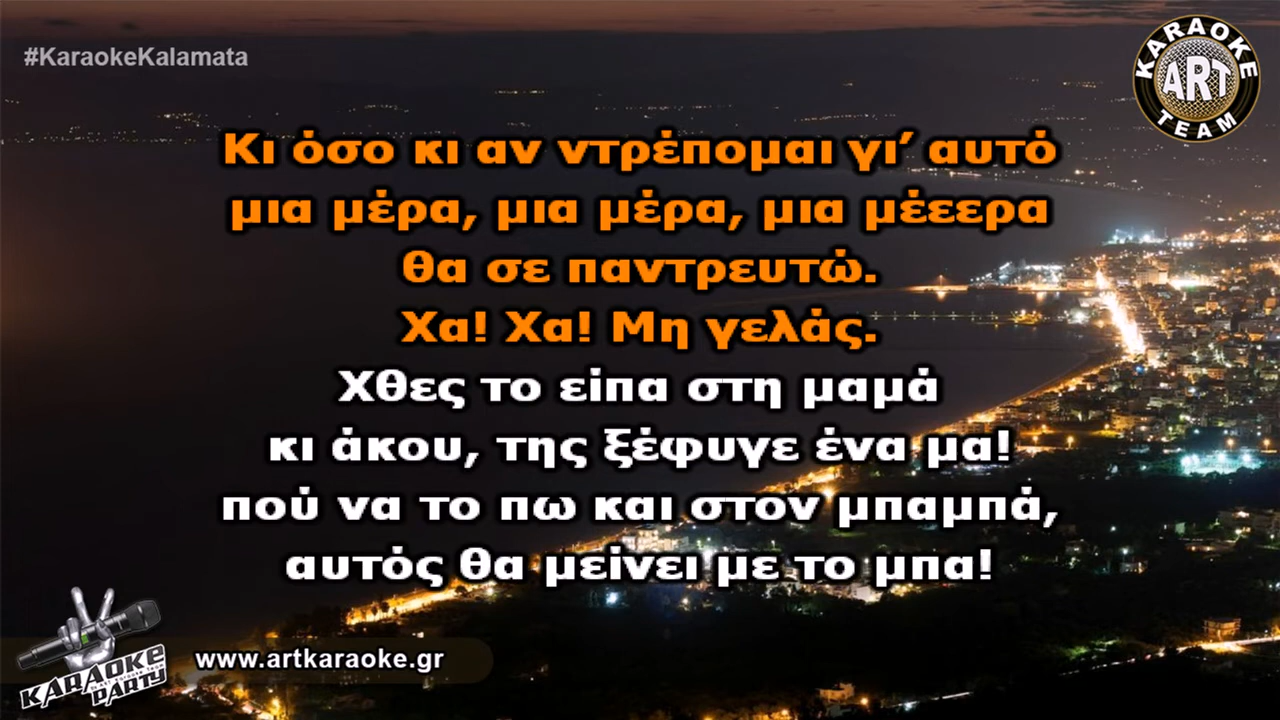 #KaraokeKalamata
KARAOKE
ART
TEAM
Κι όσο κι αν ντρέπομαι γι’ αυτό
μια μέρα, μια μέρα, μια μέεερα
θα σε παντρευτώ.
Χα! Χα! Μη γελάς.
Χθες το είπα στη μαμά
κι άκου, της ξέφυγε ένα μα!
πού να το πω και στον μπαμπά,
αυτός θα μείνει με το μπα!
KARAOKE
PARTY
www.artkaraoke.gr